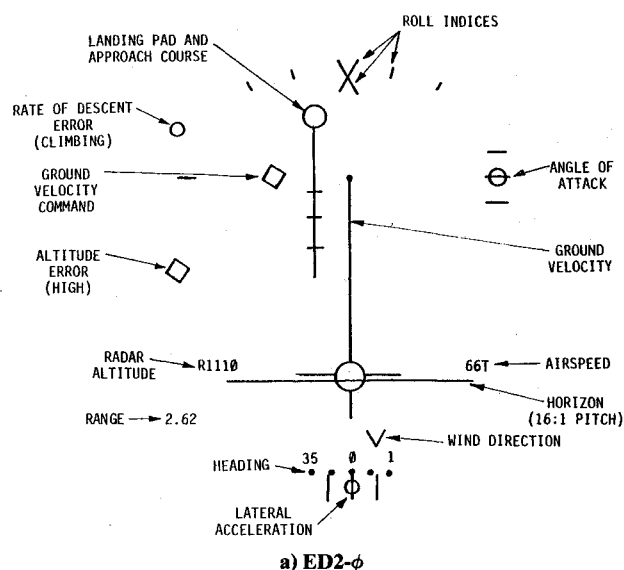 ROLL INDICES
LANDING PAD AND
APPROACH COURSE
RATE OF DESCENT
ERROR
(CLIMBING)
GROUND
VELOCITY
COMMAND
ANGLE OF
ATTACK
GROUND
VELOCITY
ALTITUDE
ERROR
(HIGH)
RADAR
ALTITUDE
R1110
66T
AIRSPEED
HORIZON
(16:1 PITCH)
RANGE
2.62
WIND DIRECTION
35 0 1
HEADING
LATERAL
ACCELERATION
a) ED2-ϕ